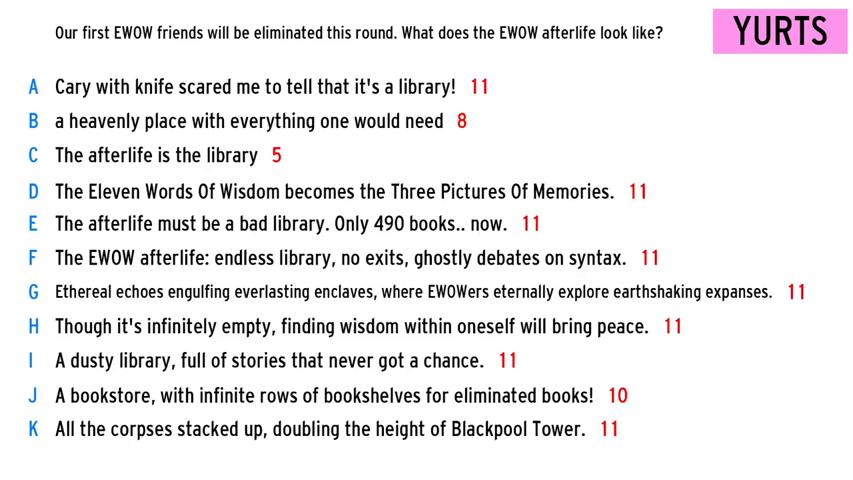 Our first EWOW friends will be eliminated this round. What does the EWOW afterlife look like?
YURTS
A Cary with knife scared me to tell that it's a library! 11
B a heavenly place with everything one would need 8
C The afterlife is the library 5
D The Eleven Words Of Wisdom becomes the Three Pictures Of Memories. 11
E The afterlife must be a bad library. Only 490 books.. now. 11
F The EWOW afterlife: endless library, no exits, ghostly debates on syntax. 11
G Ethereal echoes engulfing everlasting enclaves, where EWOWers eternally explore earthshaking expanses. 11
H Though it's infinitely empty, finding wisdom within oneself will bring peace. 11
I A dusty library, full of stories that never got a chance. 11
J A bookstore, with infinite rows of bookshelves for eliminated books! 10
K All the corpses stacked up, doubling the height of Blackpool Tower. 11